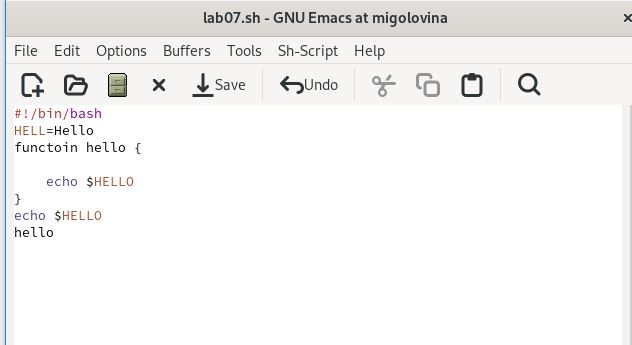 lab07.sh - GNU Emacs at migolovina
File Edit Options Buffers Tools Sh-Script Help
Save Undo
#!/bin/bash
HELL=Hello
functoin hello {
echo $HELLO
}
echo $HELLO
hello